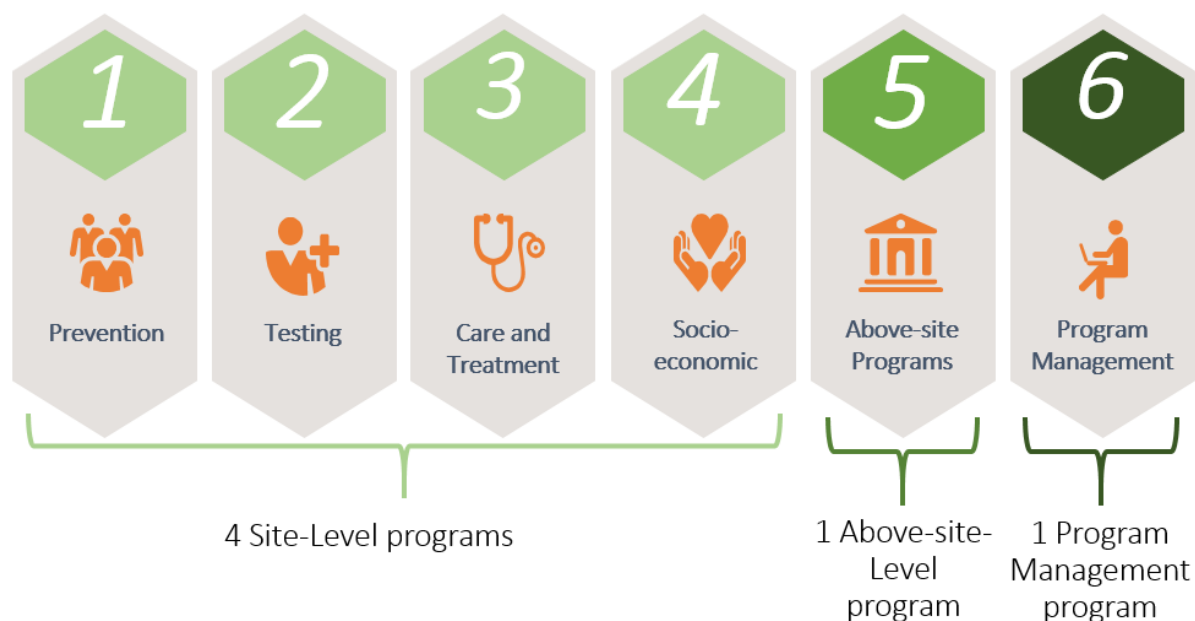 1
2
3
4
5
6
Prevention
Testing
Care and
Treatment
Socio-
economic
Above-site
Programs
Program
Management
4 Site-Level programs
1 Above-site-
Level
program
1 Program
Management
program